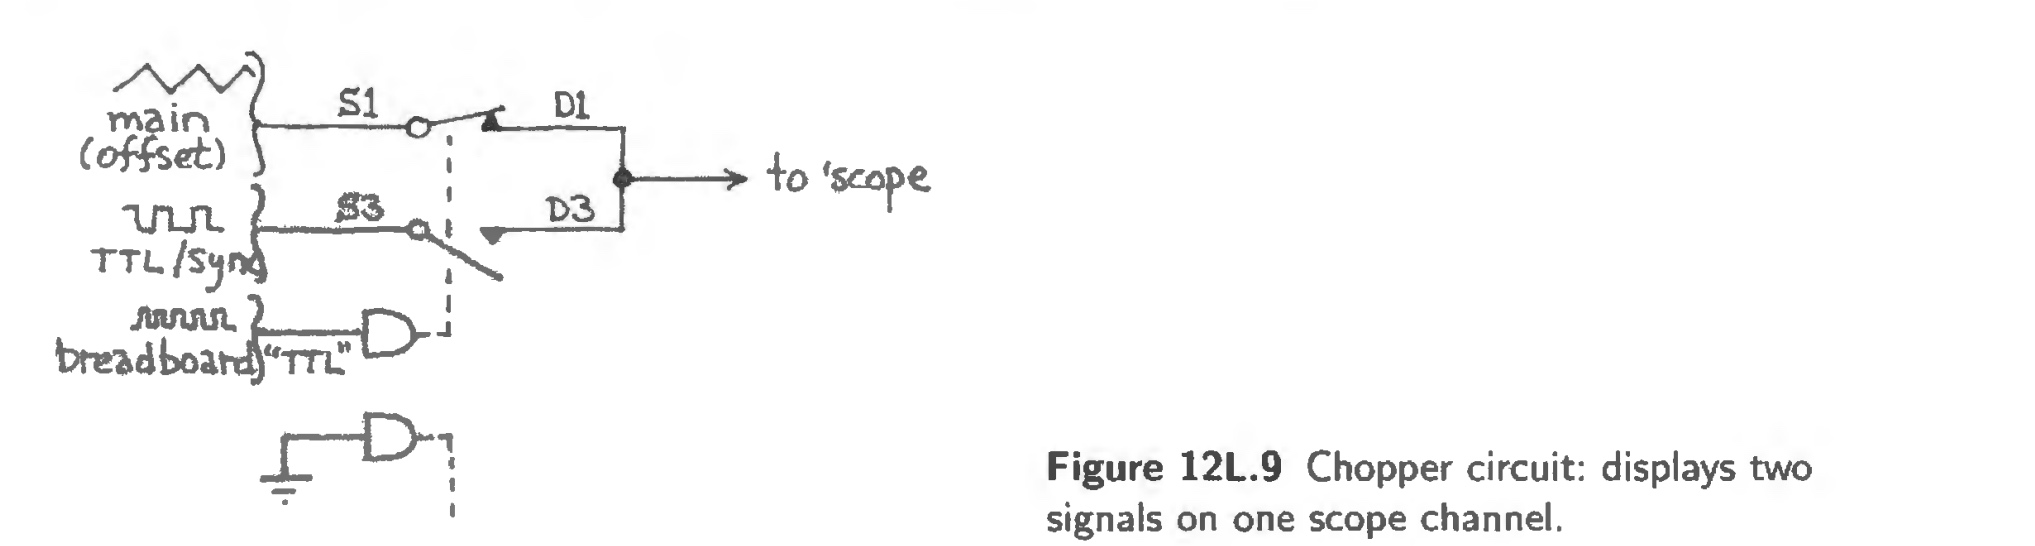 main
(offset)
S1
D1
to 'scope
S3
D3
TTL/Sync
breadboard "TTL"
Figure 12L.9 Chopper circuit: displays two
signals on one scope channel.